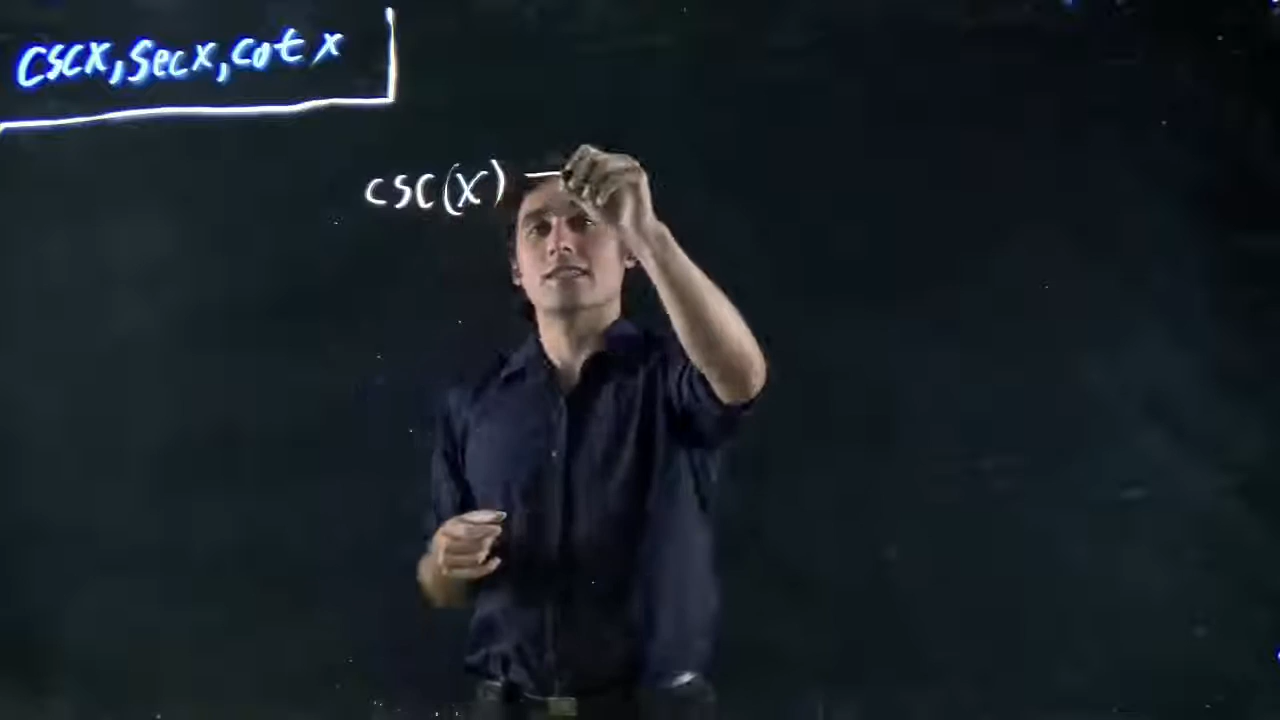 cscx, secx, cot x
csc(x) —